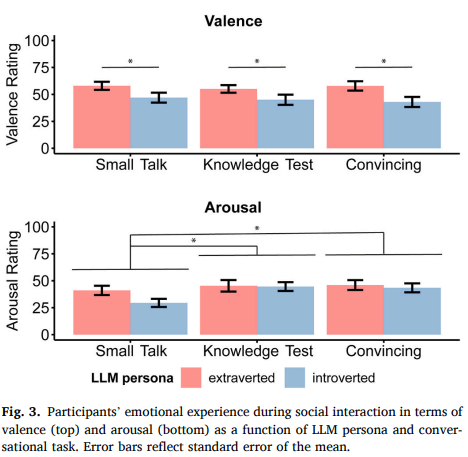 Valence
Valence Rating
100
75
50
25
0
* * *
Small Talk Knowledge Test Convincing
Arousal
Arousal Rating
100
75
50
25
0
*
*
Small Talk Knowledge Test Convincing
LLM persona extraverted introverted
Fig. 3. Participants' emotional experience during social interaction in terms of
valence (top) and arousal (bottom) as a function of LLM persona and conver-
sational task. Error bars reflect standard error of the mean.